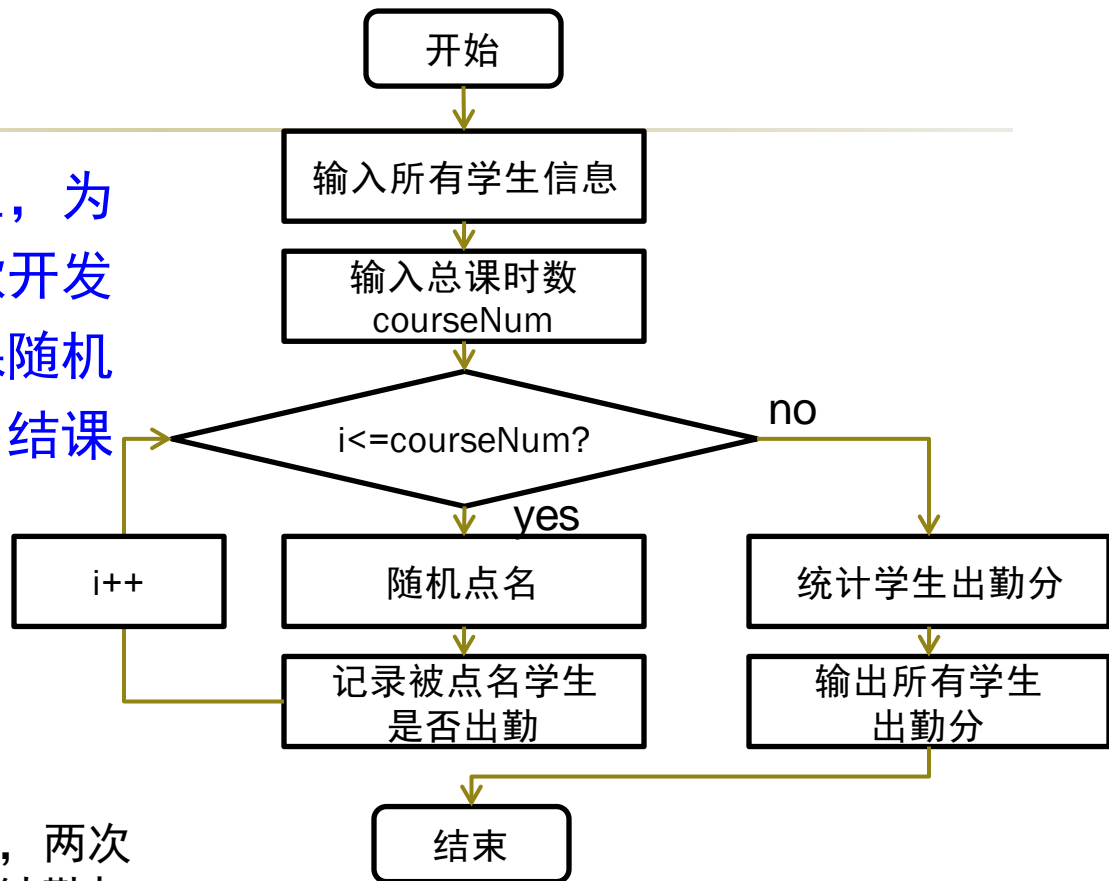 开始
输入所有学生信息
，为
开发
随机
结课
输入总课时数
courseNum
i<=courseNum?
no
yes
i++
随机点名
统计学生出勤分
记录被点名学生
是否出勤
输出所有学生
出勤分
，两次
结束